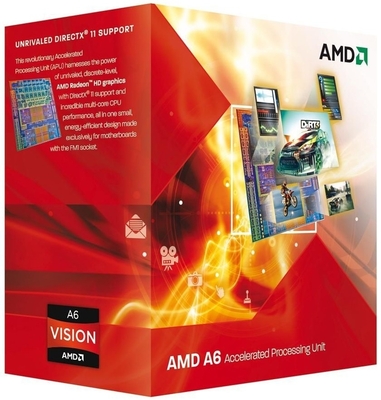 UNRIVALED DIRECTX® 11 SUPPORT
This revolutionary Accelerated
Processing Unit (APU) harnesses the power
of unrivaled, discrete-level,
AMD Radeon™ HD graphics
with DirectX® 11 support and
incredible multi-core CPU
performance, all in one small,
energy-efficient design made
exclusively for motherboards
with the FM1 socket.
AMD
DiRT3
A6
VISION
AMD
AMD A6 Accelerated Processing Unit